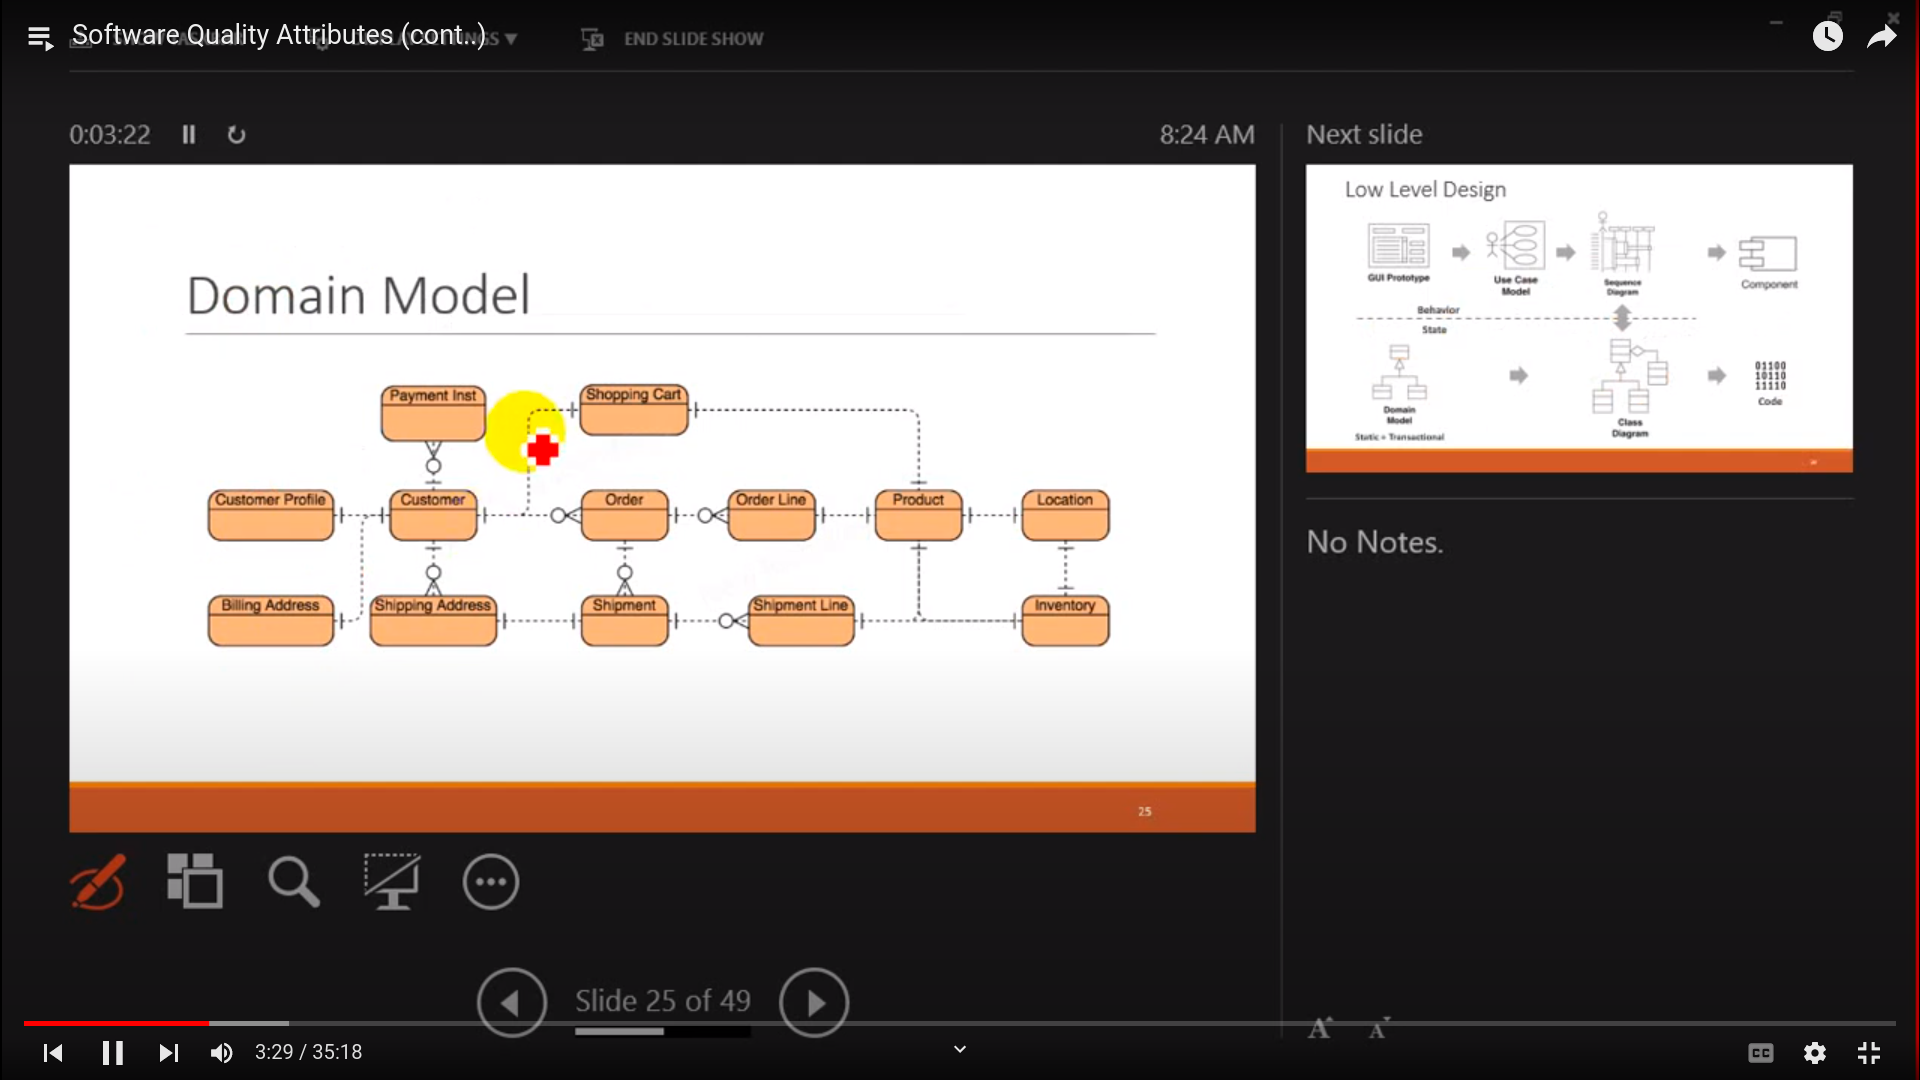 Software Quality Attributes (cont..)
END SLIDE SHOW
0:03:22
8:24 AM
Next slide
Domain Model
Payment Inst
Shopping Cart
Customer Profile
Customer
Order
Order Line
Product
Location
Billing Address
Shipping Address
Shipment
Shipment Line
Inventory
25
Low Level Design
GUI Prototype
Use Case
Model
Sequence
Diagram
Component
Behavior
State
Domain
Model
Static + Transactional
Class
Diagram
01100
10110
11110
Code
No Notes.
Slide 25 of 49
A A
3:29 / 35:18
CC